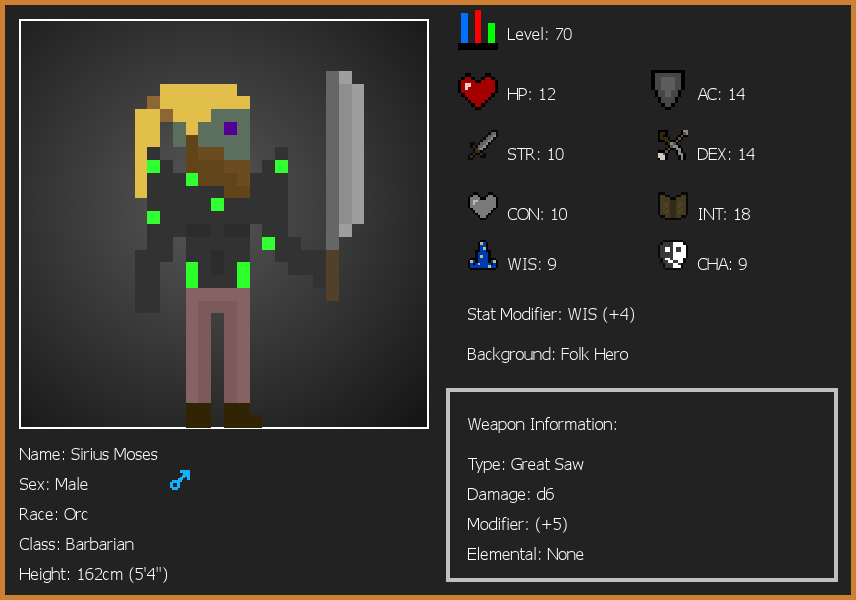 Level: 70
HP: 12
AC: 14
STR: 10
DEX: 14
CON: 10
INT: 18
WIS: 9
CHA: 9
Stat Modifier: WIS (+4)
Background: Folk Hero
Weapon Information:
Type: Great Saw
Damage: d6
Modifier: (+5)
Elemental: None
Name: Sirius Moses
Sex: Male
Race: Orc
Class: Barbarian
Height: 162cm (5'4")